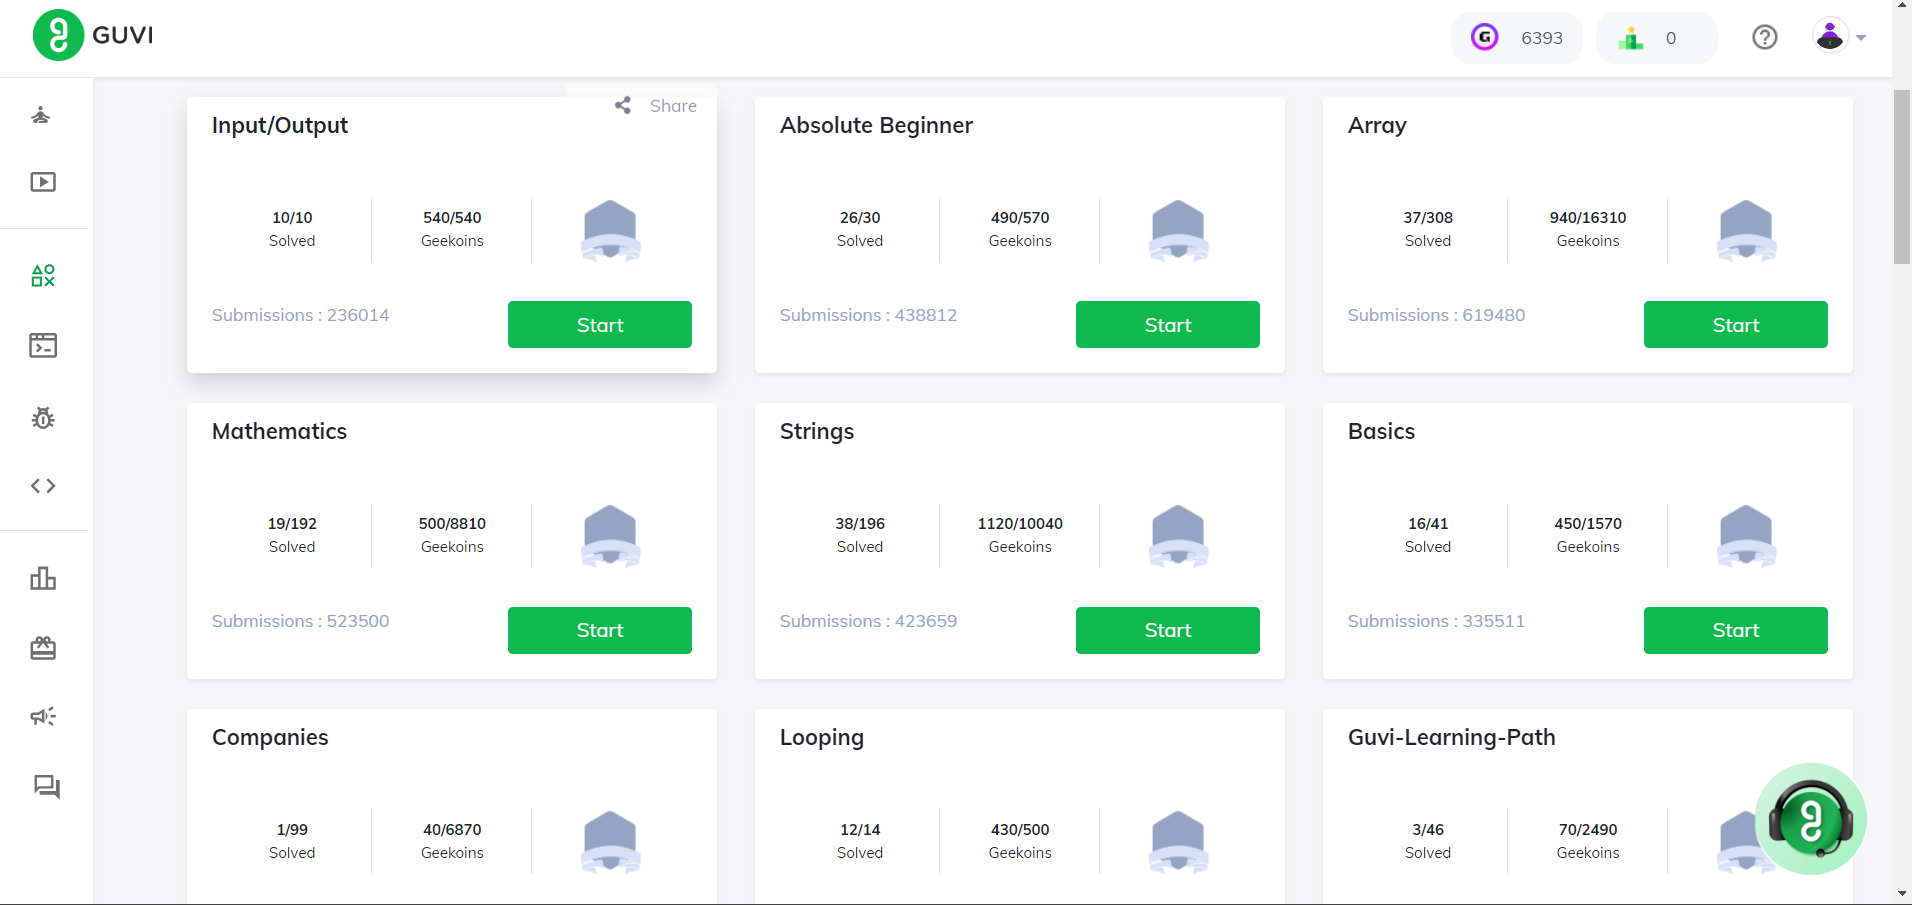 GUVI
6393
0
Share
Input/Output
10/10
Solved
540/540
Geekoins
Submissions : 236014
Start
Absolute Beginner
26/30
Solved
490/570
Geekoins
Submissions : 438812
Start
Array
37/308
Solved
940/16310
Geekoins
Submissions : 619480
Start
Mathematics
19/192
Solved
500/8810
Geekoins
Submissions : 523500
Start
Strings
38/196
Solved
1120/10040
Geekoins
Submissions : 423659
Start
Basics
16/41
Solved
450/1570
Geekoins
Submissions : 335511
Start
Companies
1/99
Solved
40/6870
Geekoins
Looping
12/14
Solved
430/500
Geekoins
Guvi-Learning-Path
3/46
Solved
70/2490
Geekoins